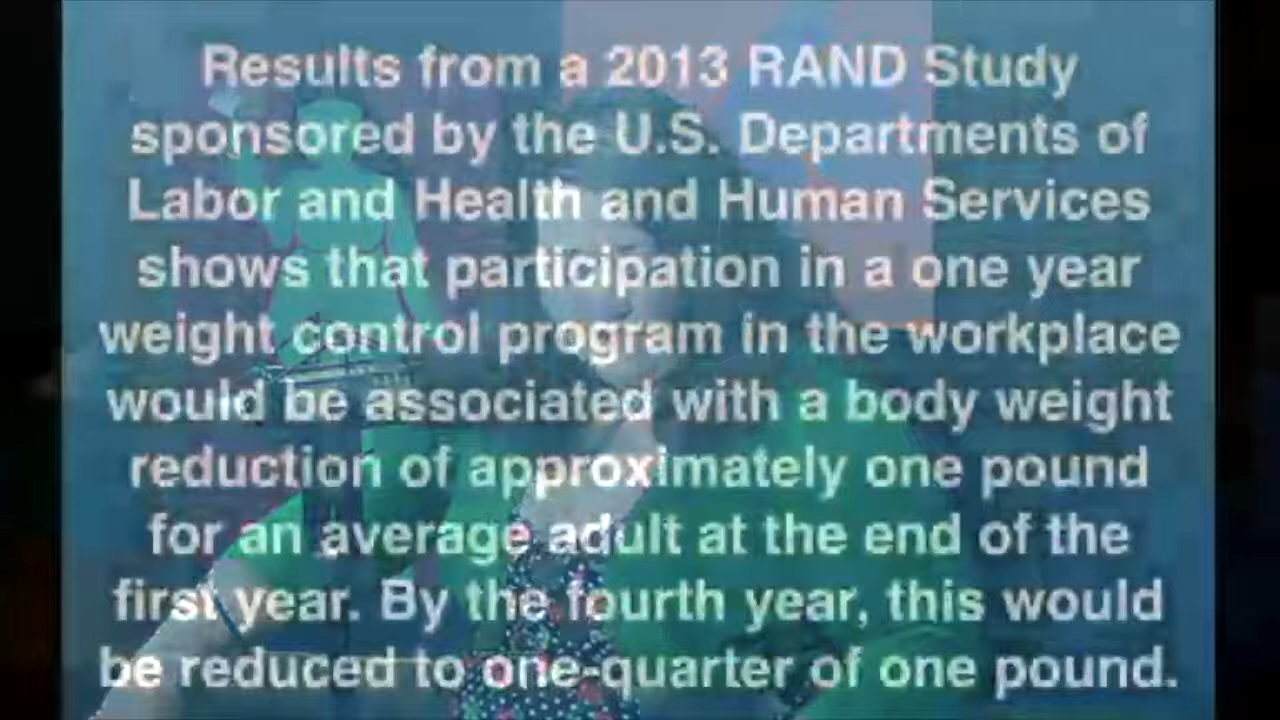 Results from a 2013 RAND Study
sponsored by the U.S. Departments of
Labor and Health and Human Services
shows that participation in a one year
weight control program in the workplace
would be associated with a body weight
reduction of approximately one pound
for an average adult at the end of the
first year. By the fourth year, this would
be reduced to one-quarter of one pound.